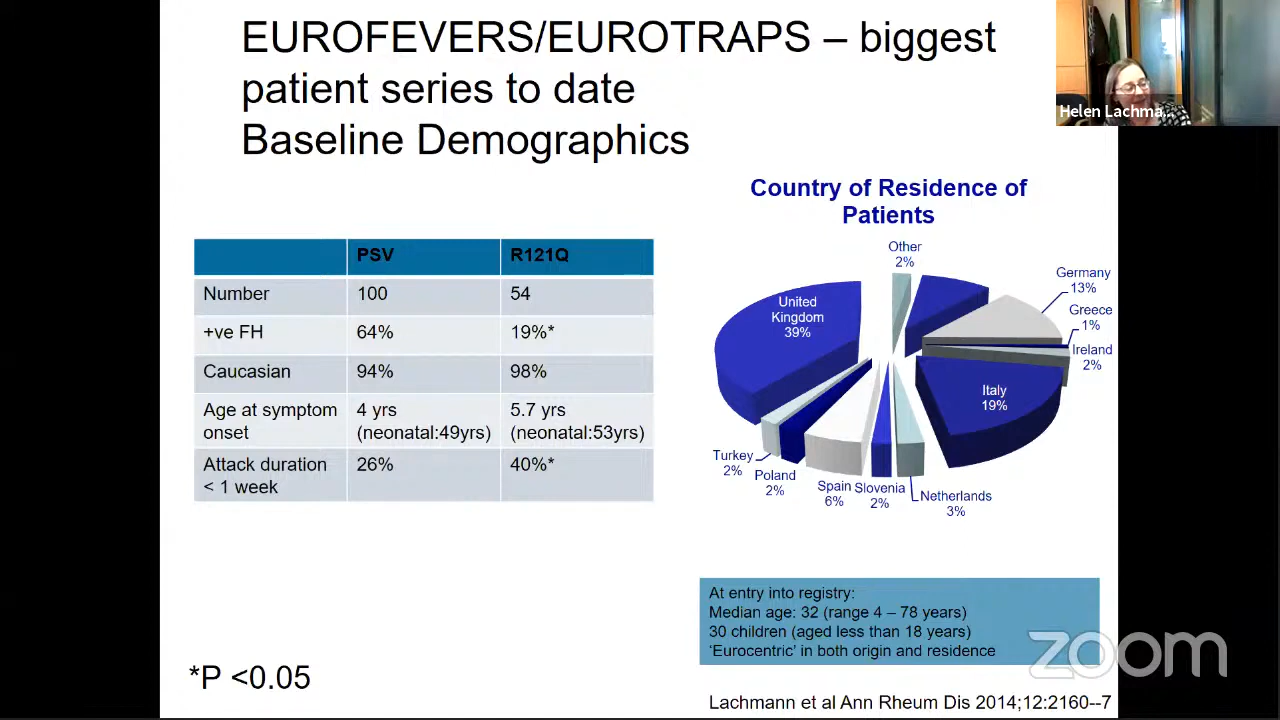 EUROFEVERS/EUROTRAPS – biggest
patient series to date
Baseline Demographics
Helen Lachma...
PSV R121Q
Number 100 54
+ve FH 64% 19%*
Caucasian 94% 98%
Age at symptom onset 4 yrs (neonatal:49yrs) 5.7 yrs (neonatal:53yrs)
Attack duration < 1 week 26% 40%*
*P <0.05
Country of Residence of
Patients
Other
2%
Germany
13%
Greece
1%
Ireland
2%
Italy
19%
Netherlands
3%
Slovenia
2%
Spain
6%
Poland
2%
Turkey
2%
United
Kingdom
39%
At entry into registry:
Median age: 32 (range 4 – 78 years)
30 children (aged less than 18 years)
‘Eurocentric’ in both origin and residence
zoom
Lachmann et al Ann Rheum Dis 2014;12:2160--7